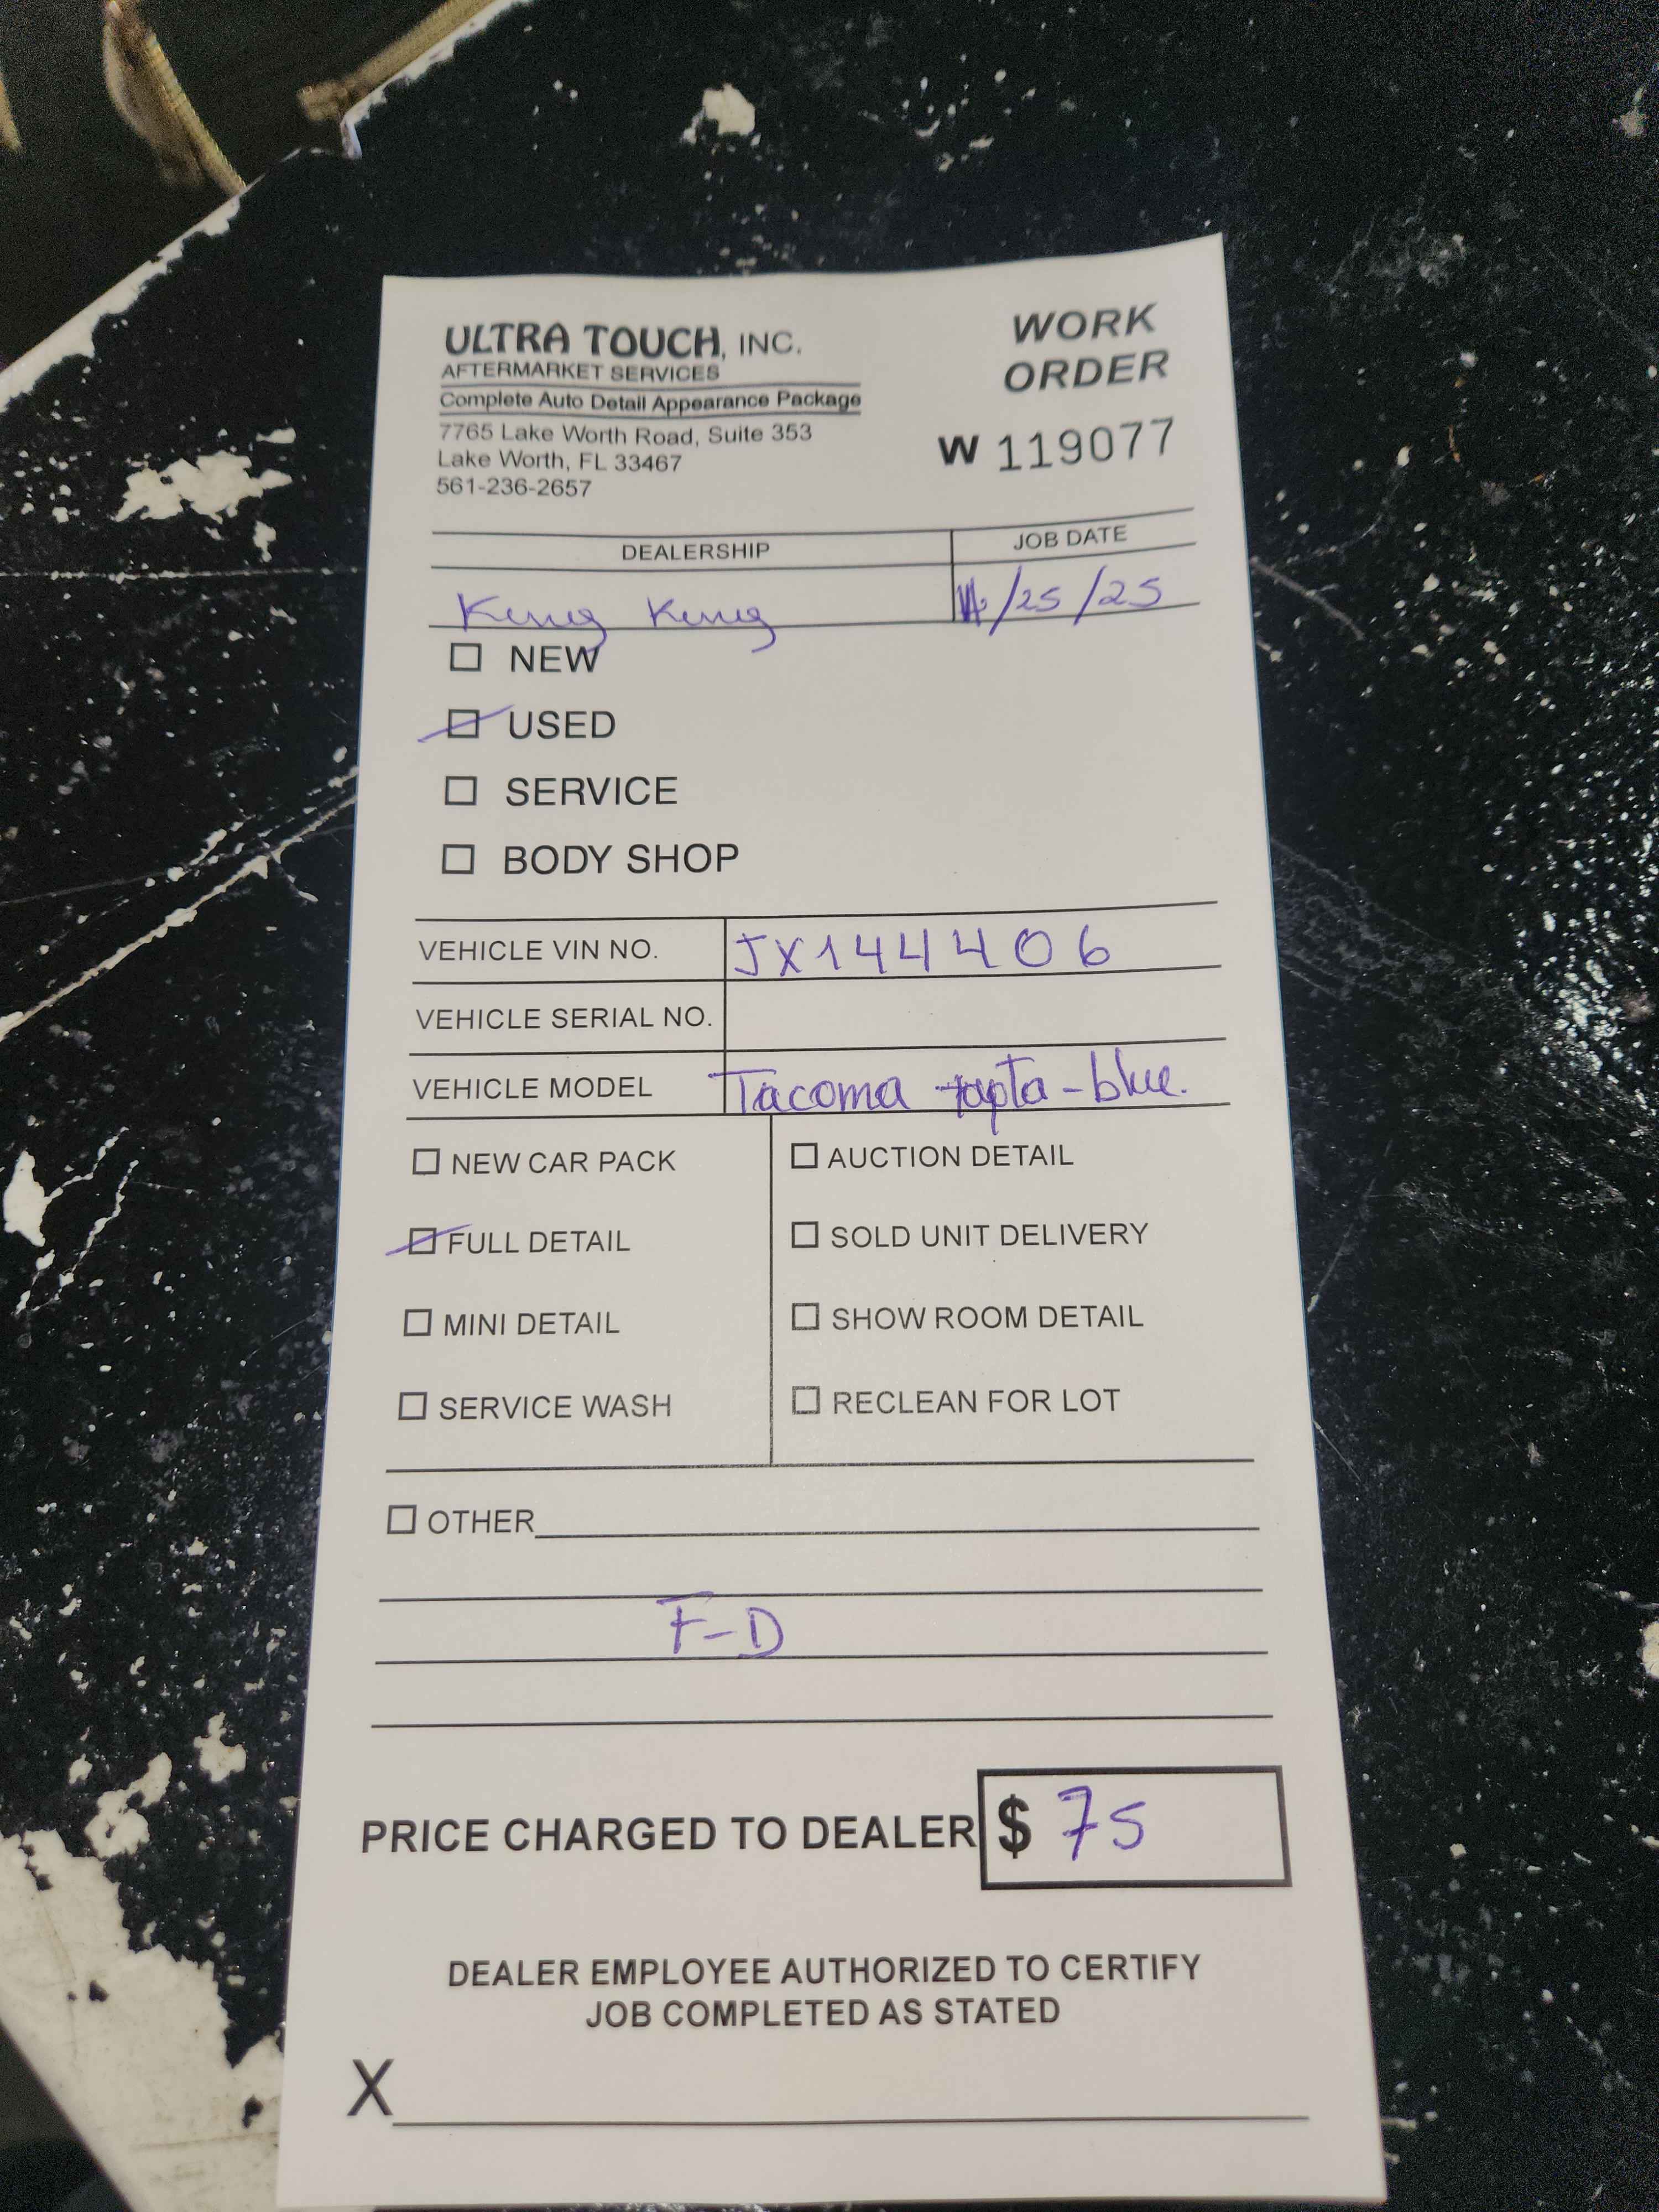 ULTRA TOUCH, INC.
AFTERMARKET SERVICES
Complete Auto Detail Appearance Package
7765 Lake Worth Road, Suite 353
Lake Worth, FL 33467
561-236-2657
WORK
ORDER
W 119077
DEALERSHIP JOB DATE
/25/25
☐ NEW
☑ USED
☐ SERVICE
☐ BODY SHOP
VEHICLE VIN NO. JX144406
VEHICLE SERIAL NO.
VEHICLE MODEL Tacoma -blue.
☐ NEW CAR PACK ☐ AUCTION DETAIL
☑ FULL DETAIL ☐ SOLD UNIT DELIVERY
☐ MINI DETAIL ☐ SHOW ROOM DETAIL
☐ SERVICE WASH ☐ RECLEAN FOR LOT
☐ OTHER
F-D
PRICE CHARGED TO DEALER $ 75
DEALER EMPLOYEE AUTHORIZED TO CERTIFY
JOB COMPLETED AS STATED
X